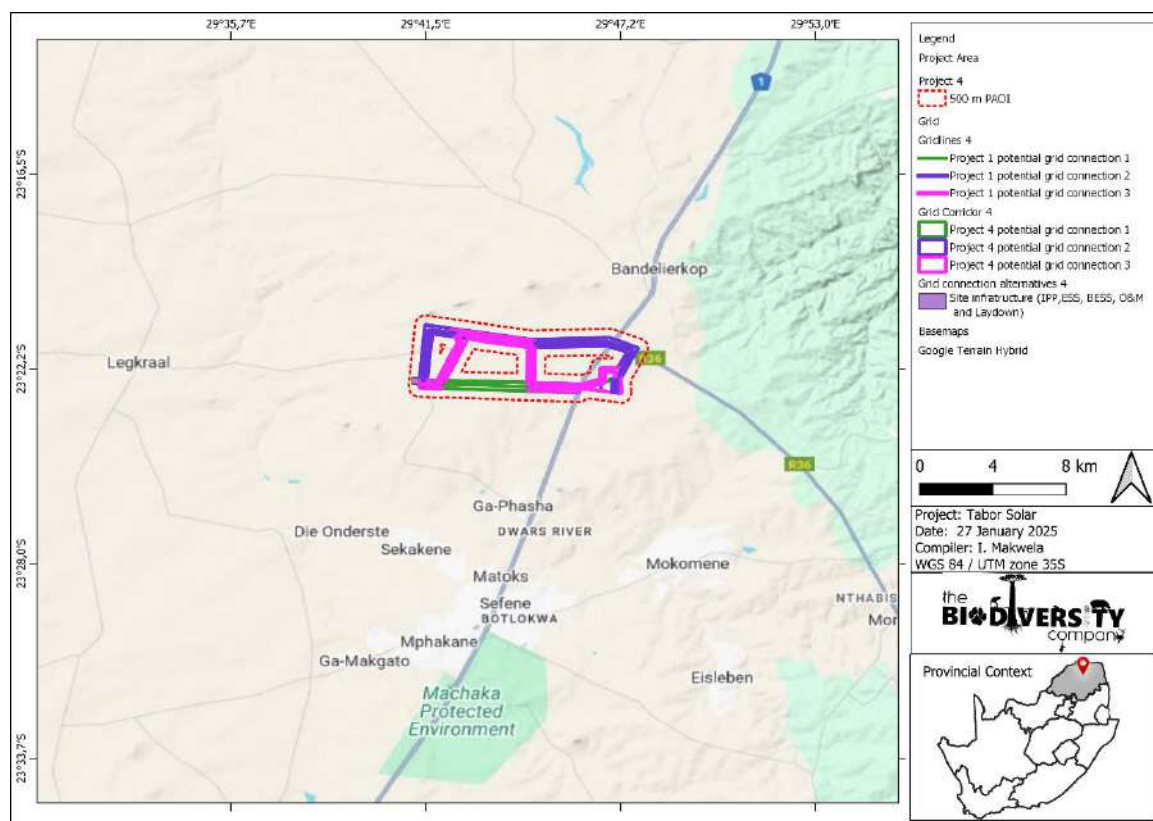 29°35,7'E
29°41,5'E
29°47,2'E
29°53,0'E
23°16,5'S
23°22,2'S
23°28,0'S
23°33,7'S
1
Bandelierkop
Legkraal
R36
R36
Ga-Phasha
DWARS RIVER
Die Onderste
Sekakene
Mokomene
Matoks
Sefene
BOTLOKWA
NTHABIS
Mor
Mphakane
Ga-Makgato
Eisleben
Machaka
Protected
Environment
Legend
Project Area
Project 4
500 m PAOI
Grid
Gridlines 4
Project 1 potential grid connection 1
Project 1 potential grid connection 2
Project 1 potential grid connection 3
Grid Corridor 4
Project 4 potential grid connection 1
Project 4 potential grid connection 2
Project 4 potential grid connection 3
Grid connection alternatives 4
Site infrastructure (IPP,ESS, BESS, O&M
and Laydown)
Basemaps
Google Terrain Hybrid
0 4 8 km
Project: Tabor Solar
Date: 27 January 2025
Compiler: I. Makwela
WGS 84 / UTM zone 35S
the
BIODIVERSITY
company
Provincial Context